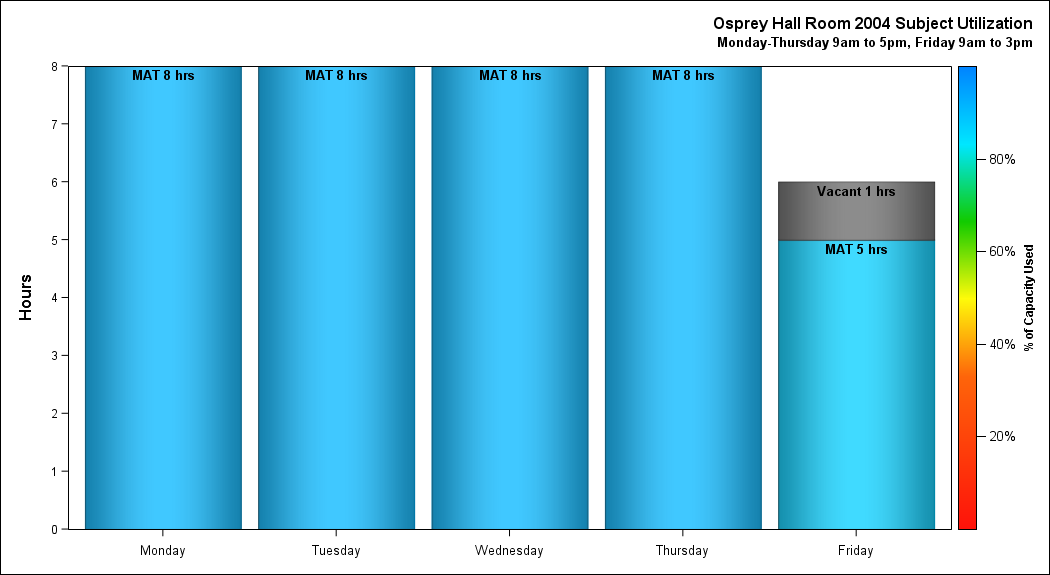 Osprey Hall Room 2004 Subject Utilization
Monday-Thursday 9am to 5pm, Friday 9am to 3pm
Hours
8
7
6
5
4
3
2
1
0
MAT 8 hrs
MAT 8 hrs
MAT 8 hrs
MAT 8 hrs
Vacant 1 hrs
MAT 5 hrs
Monday
Tuesday
Wednesday
Thursday
Friday
80%
60%
40%
20%
% of Capacity Used